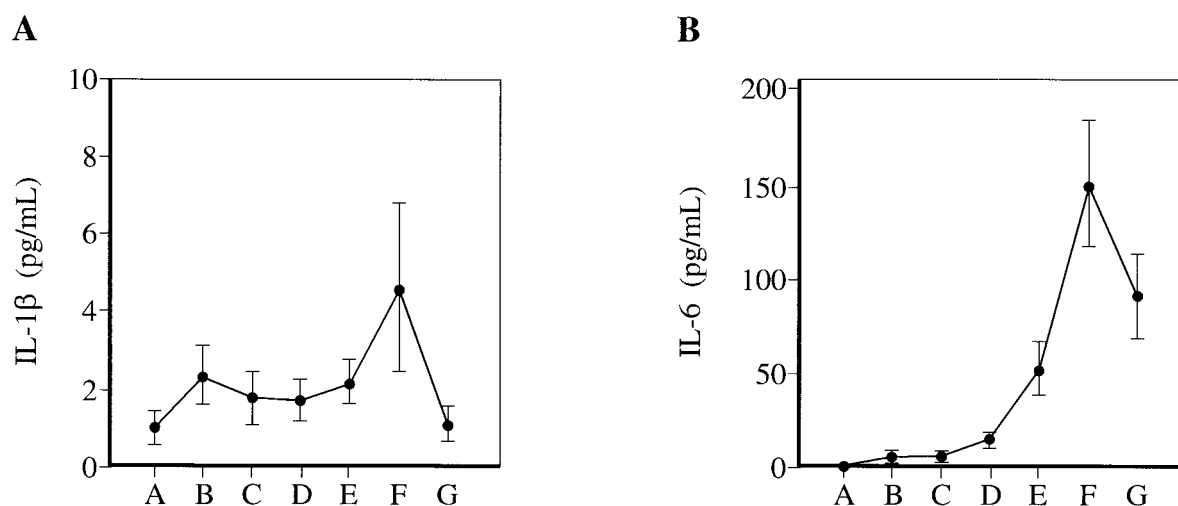 A
IL-1β (pg/mL)
10
8
6
4
2
0
A B C D E F G
B
IL-6 (pg/mL)
200
150
100
50
0
A B C D E F G